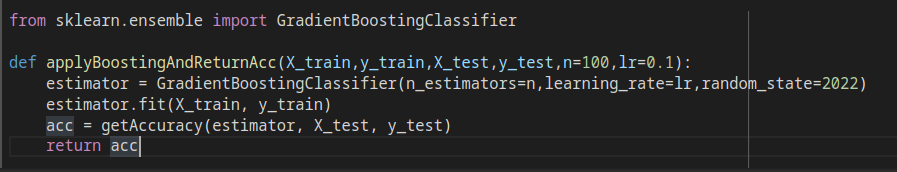 from sklearn.ensemble import GradientBoostingClassifier
def applyBoostingAndReturnAcc(X_train,y_train,X_test,y_test,n=100,lr=0.1):
estimator = GradientBoostingClassifier(n_estimators=n,learning_rate=lr,random_state=2022)
estimator.fit(X_train, y_train)
acc = getAccuracy(estimator, X_test, y_test)
return acc